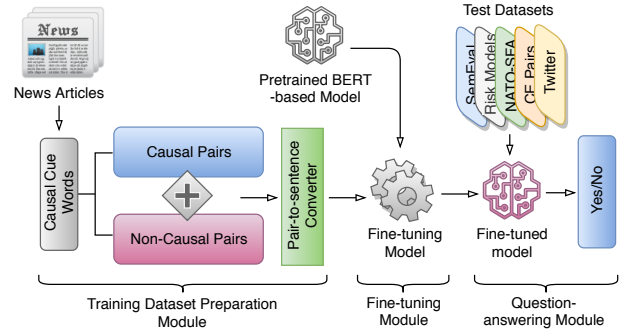 News
News Articles
Pretrained BERT
-based Model
Test Datasets
SemEval
Risk Models
NATO-SFA
CE Pairs
Twitter
Causal Cue
Words
Causal Pairs
Non-Causal Pairs
Pair-to-sentence
Converter
Fine-tuning
Model
Fine-tuned
model
Yes/No
Training Dataset Preparation
Module
Fine-tuning
Module
Question-
answering Module